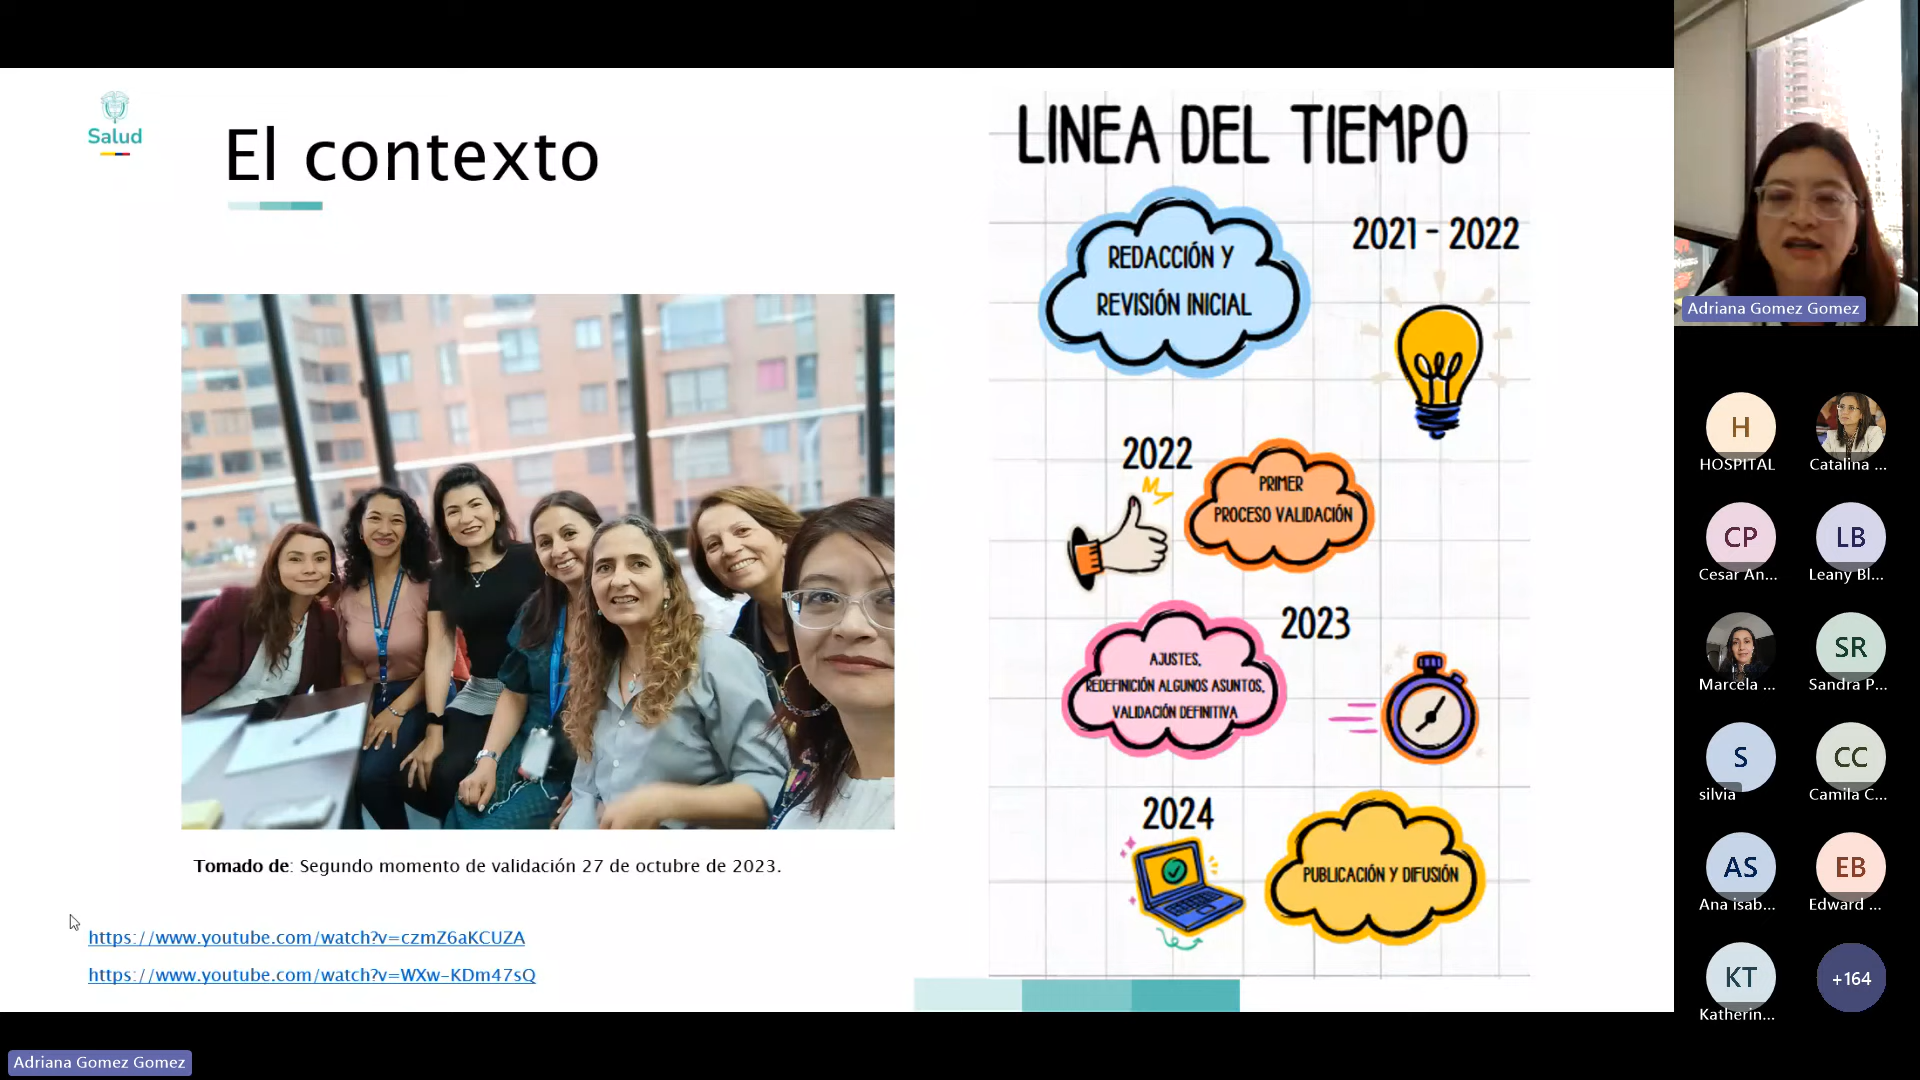 Salud
El contexto
Tomado de: Segundo momento de validación 27 de octubre de 2023.
https://www.youtube.com/watch?v=czmZ6aKCUZA
https://www.youtube.com/watch?v=WXw-KDm47sQ
LINEA DEL TIEMPO
REDACCIÓN Y
REVISIÓN INICIAL
2021 - 2022
2022
PRIMER
PROCESO VALIDACIÓN
2023
AJUSTES,
REDEFINICIÓN ALGUNOS ASUNTOS,
VALIDACIÓN DEFINITIVA
2024
PUBLICACIÓN Y DIFUSIÓN
Adriana Gomez Gomez
H
HOSPITAL
Catalina ...
CP
Cesar An...
LB
Leany Bl...
Marcela ...
SR
Sandra P...
S
silvia
CC
Camila C...
AS
Ana isab...
EB
Edward ...
KT
Katherin...
+164
Adriana Gomez Gomez